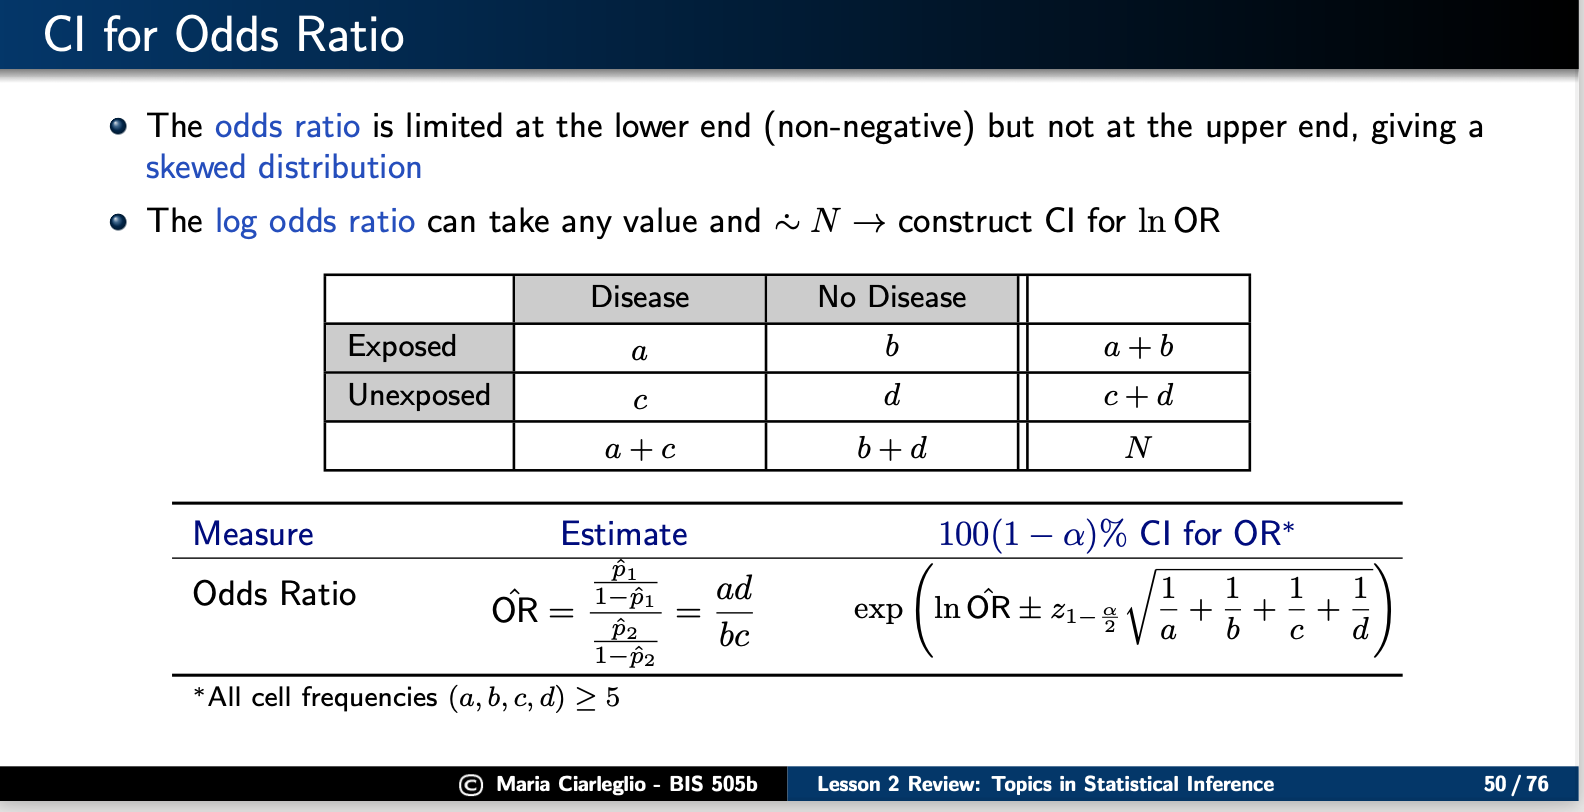 CI for Odds Ratio
The odds ratio is limited at the lower end (non-negative) but not at the upper end, giving a
skewed distribution
The log odds ratio can take any value and ∼̇ N → construct CI for ln OR
Disease No Disease
Exposed a b a + b
Unexposed c d c + d
a + c b + d N
Measure Estimate 100(1 − α)% CI for OR*
Odds Ratio ÔR = (p̂₁/(1−p̂₁))/(p̂₂/(1−p̂₂)) = ad/bc exp(ln ÔR ± z_{1−α/2} √(1/a + 1/b + 1/c + 1/d))
*All cell frequencies (a, b, c, d) ≥ 5
© Maria Ciarleglio - BIS 505b Lesson 2 Review: Topics in Statistical Inference 50 / 76